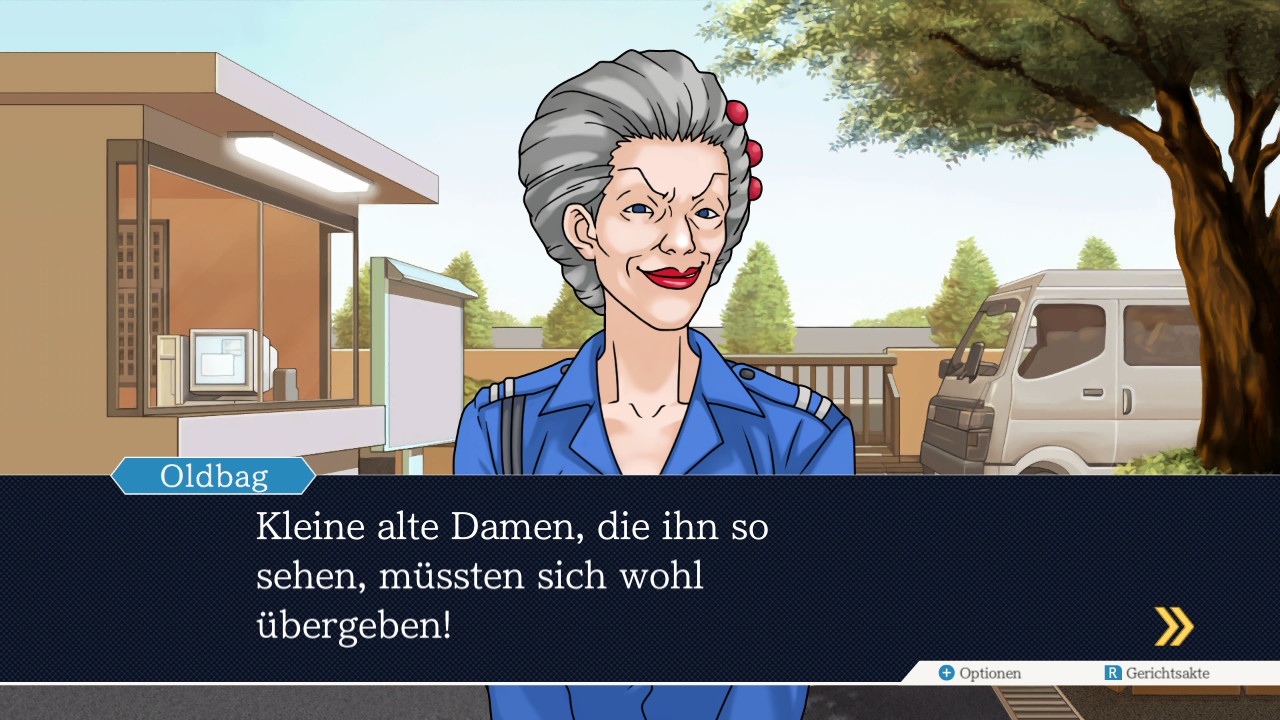 Oldbag
Kleine alte Damen, die ihn so
sehen, müssten sich wohl
übergeben!
+ Optionen
R Gerichtsakte